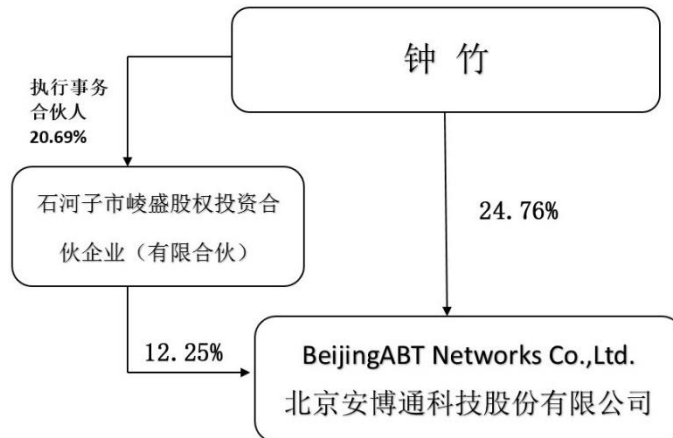 钟 竹
执行事务
合伙人
20.69%
石河子市崚盛股权投资合
伙企业（有限合伙）
24.76%
12.25%
BeijingABT Networks Co.,Ltd.
北京安博通科技股份有限公司